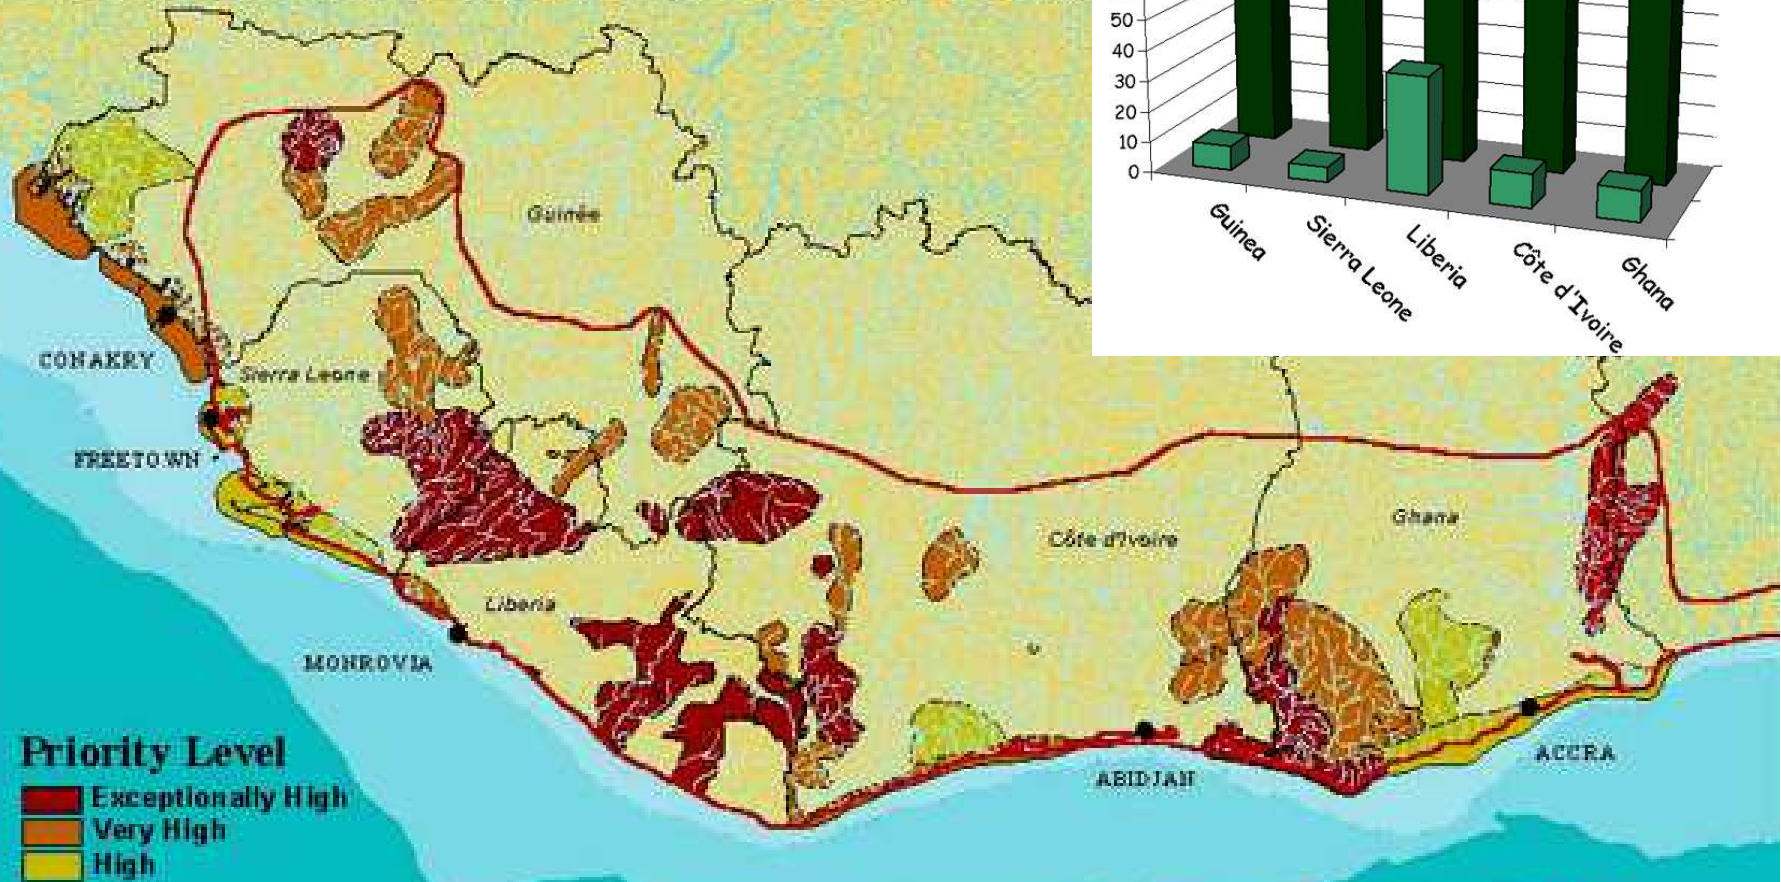 50
40
30
20
10
0
Guinea
Sierra Leone
Liberia
Côte d'Ivoire
Ghana
Guinée
CONAKRY
Sierra Leone
FREETOWN
Ghana
Côte d'Ivoire
Liberia
MONROVIA
ACCRA
ABIDJAN
Priority Level
Exceptionally High
Very High
High